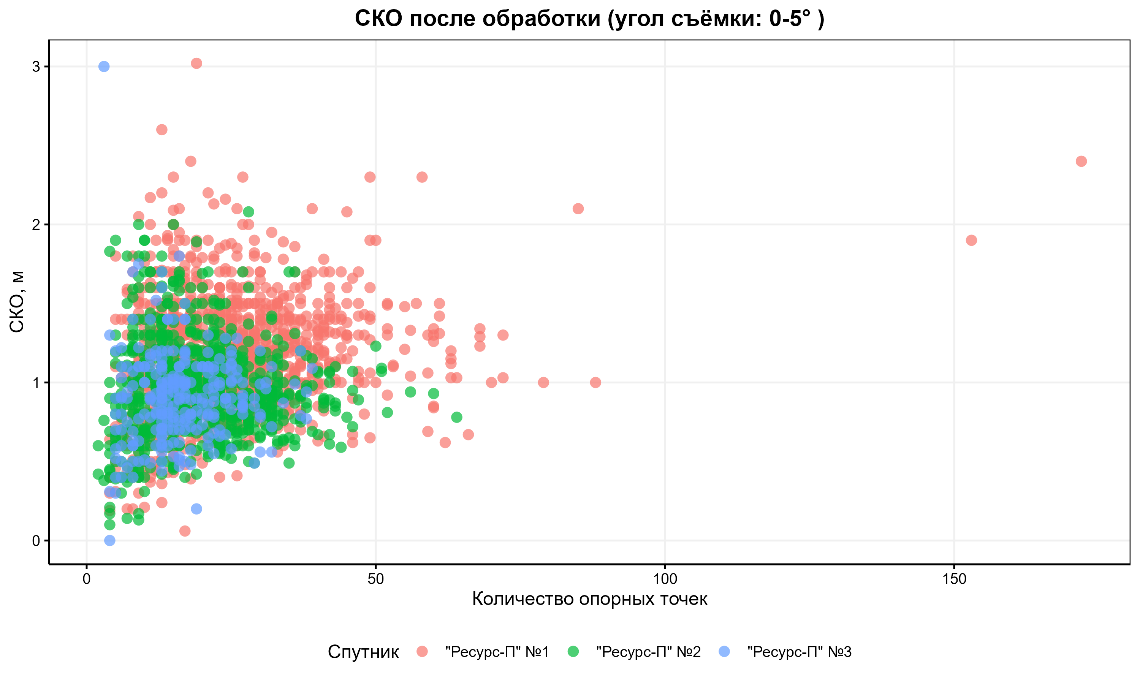 СКО после обработки (угол съёмки: 0-5° )
СКО, м
3
2
1
0
0 50 100 150
Количество опорных точек
Спутник "Ресурс-П" №1 "Ресурс-П" №2 "Ресурс-П" №3